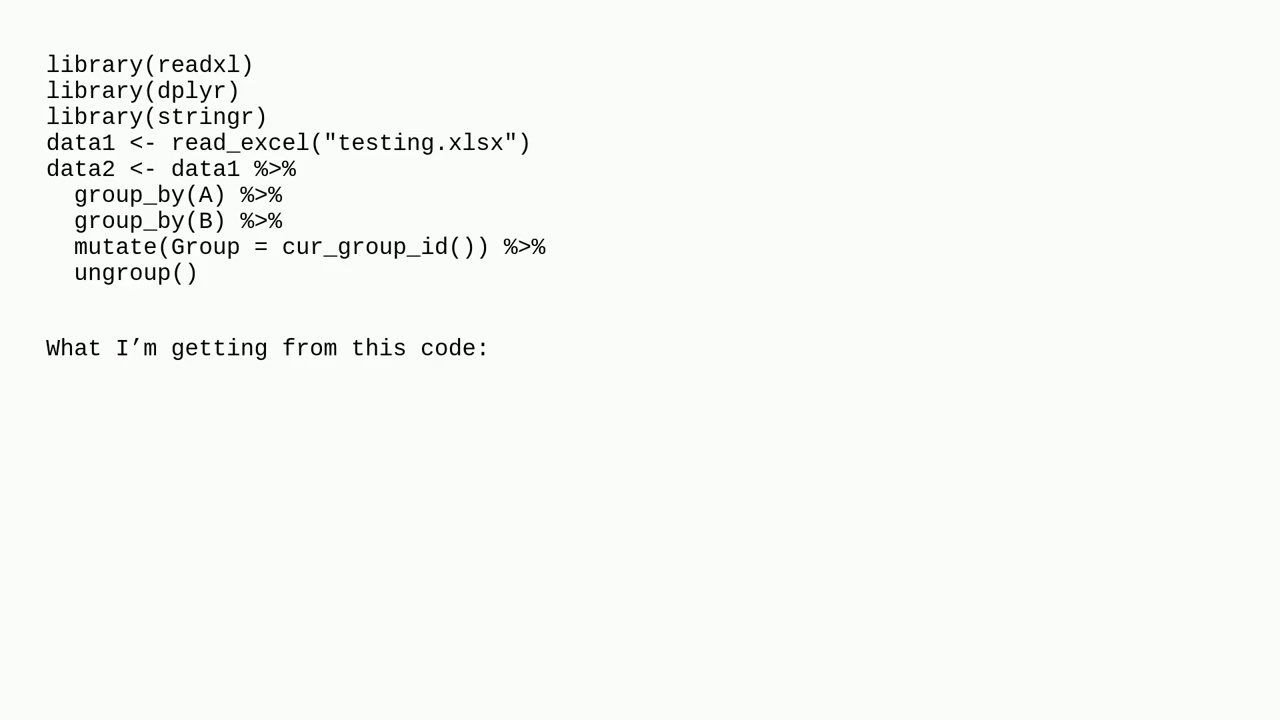 library(readxl)
library(dplyr)
library(stringr)
data1 <- read_excel("testing.xlsx")
data2 <- data1 %>%
  group_by(A) %>%
  group_by(B) %>%
  mutate(Group = cur_group_id()) %>%
  ungroup()
What I’m getting from this code: